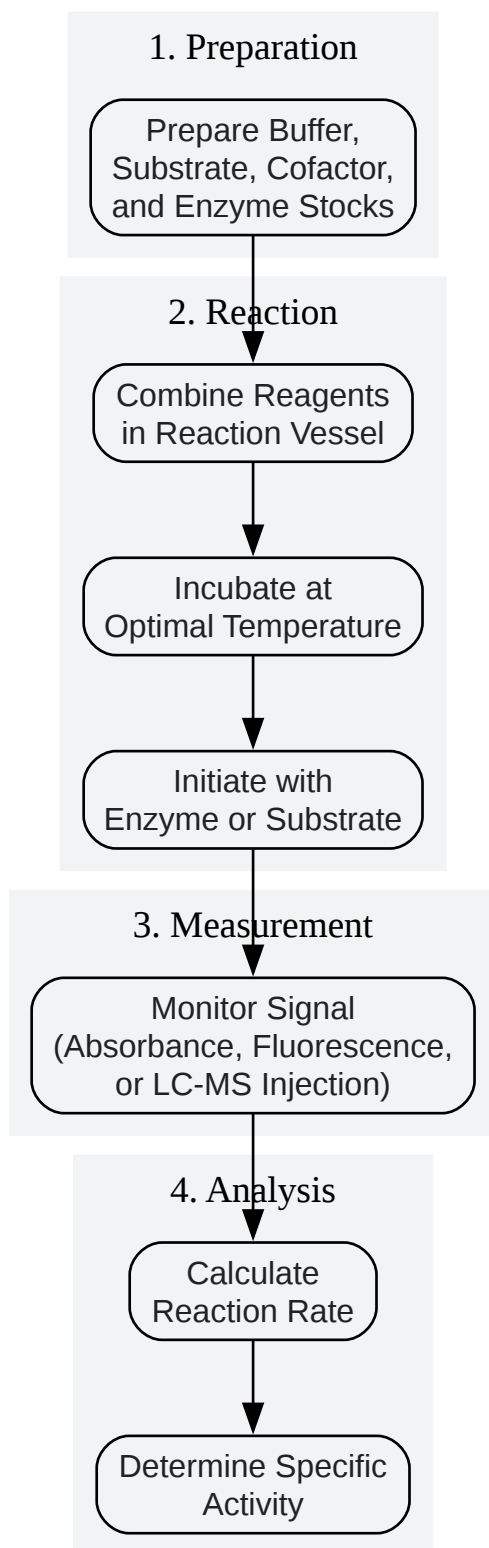 1. Preparation
Prepare Buffer,
Substrate, Cofactor,
and Enzyme Stocks
2. Reaction
Combine Reagents
in Reaction Vessel
Incubate at
Optimal Temperature
Initiate with
Enzyme or Substrate
3. Measurement
Monitor Signal
(Absorbance, Fluorescence,
or LC-MS Injection)
4. Analysis
Calculate
Reaction Rate
Determine Specific
Activity